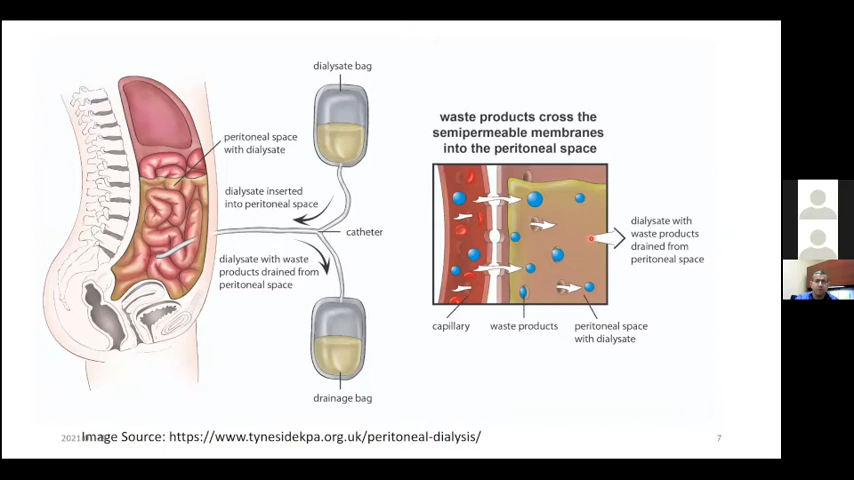 dialysate bag
peritoneal space
with dialysate
dialysate inserted
into peritoneal space
catheter
dialysate with waste
products drained from
peritoneal space
drainage bag
waste products cross the
semipermeable membranes
into the peritoneal space
dialysate with
waste products
drained from
peritoneal space
capillary
waste products
peritoneal space
with dialysate
2021
Image Source: https://www.tynesidekpa.org.uk/peritoneal-dialysis/
7